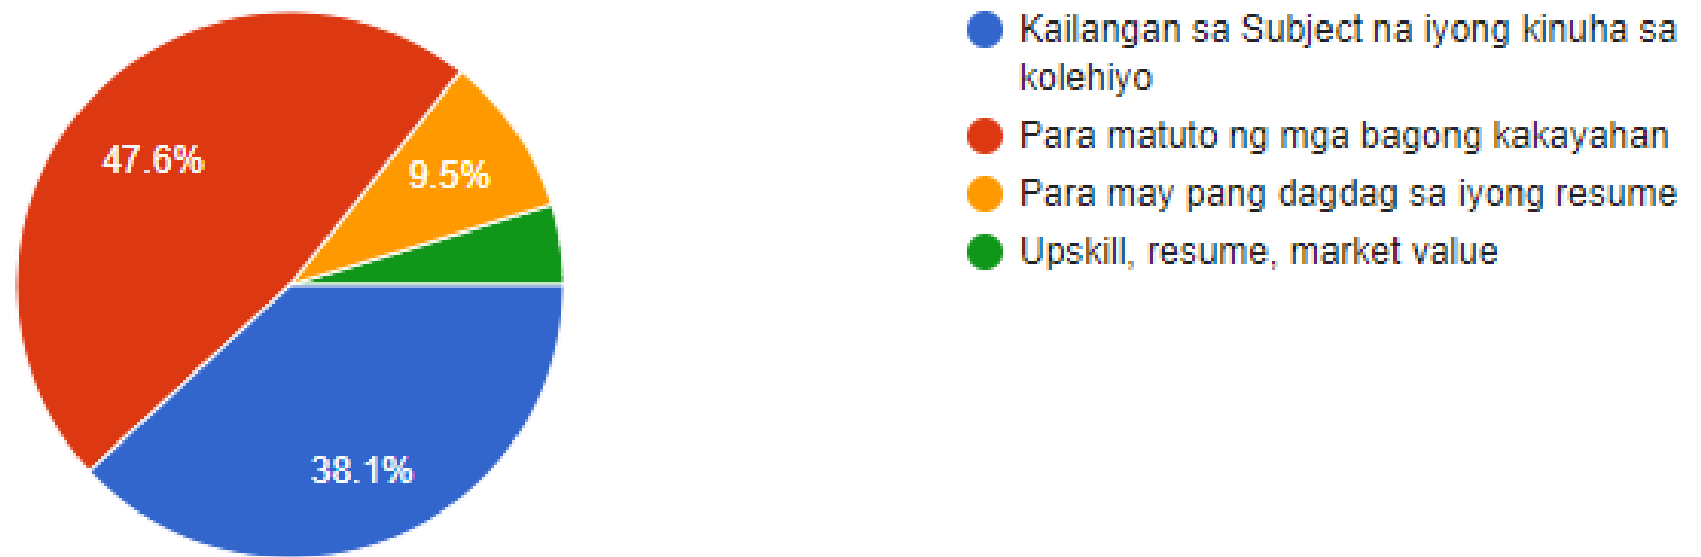 47.6%
9.5%
38.1%
Kailangan sa Subject na iyong kinuha sa
kolehiyo
Para matuto ng mga bagong kakayahan
Para may pang dagdag sa iyong resume
Upskill, resume, market value